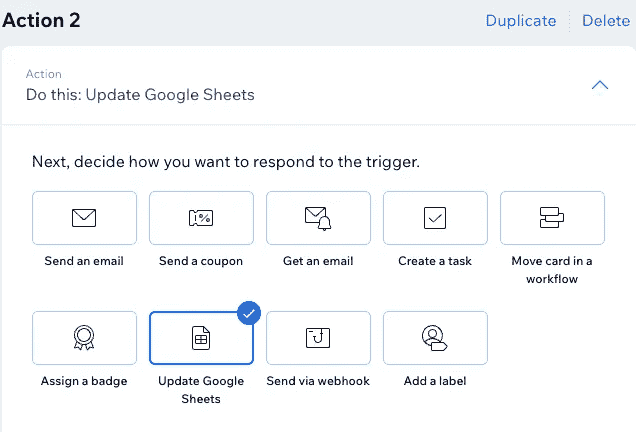 Action 2
Duplicate
Delete
Action
Do this: Update Google Sheets
Next, decide how you want to respond to the trigger.
%
Send an email
Send a coupon
Get an email
Create a task
Move card in a
workflow
Assign a badge
Update Google
Sheets
Send via webhook
Add a label